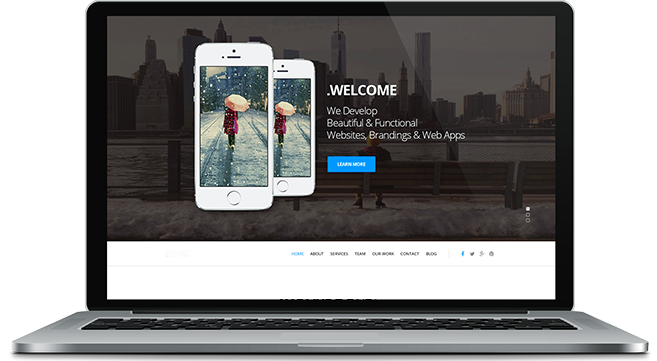 .WELCOME
We Develop
Beautiful & Functional
Websites, Brandings & Web Apps
LEARN MORE
HOME ABOUT SERVICES TEAM OUR WORK CONTACT BLOG